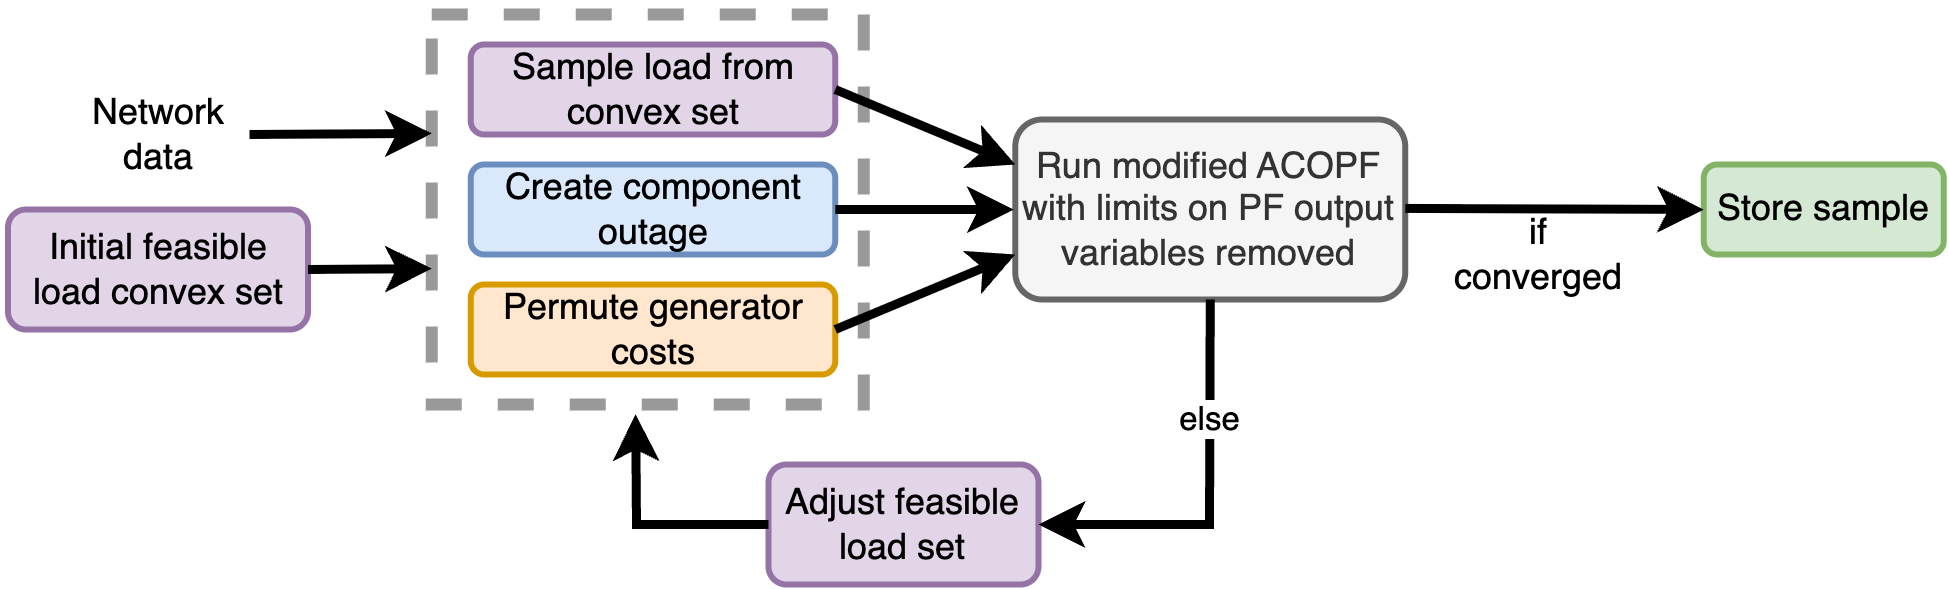 Network
data
Initial feasible
load convex set
Sample load from
convex set
Create component
outage
Permute generator
costs
Run modified ACOPF
with limits on PF output
variables removed
if
converged
Store sample
else
Adjust feasible
load set